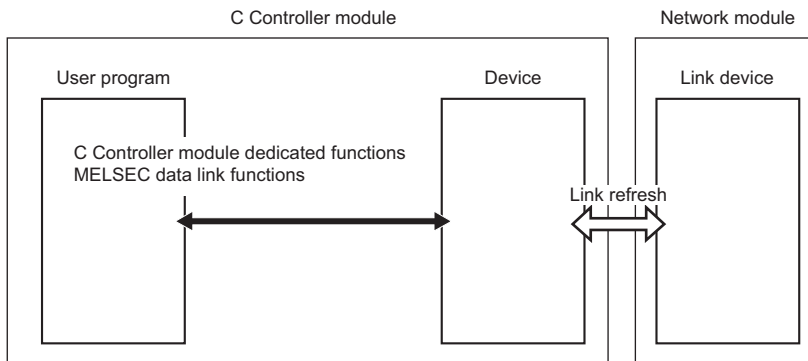 C Controller module
Network module
User program
Device
Link device
C Controller module dedicated functions
MELSEC data link functions
Link refresh